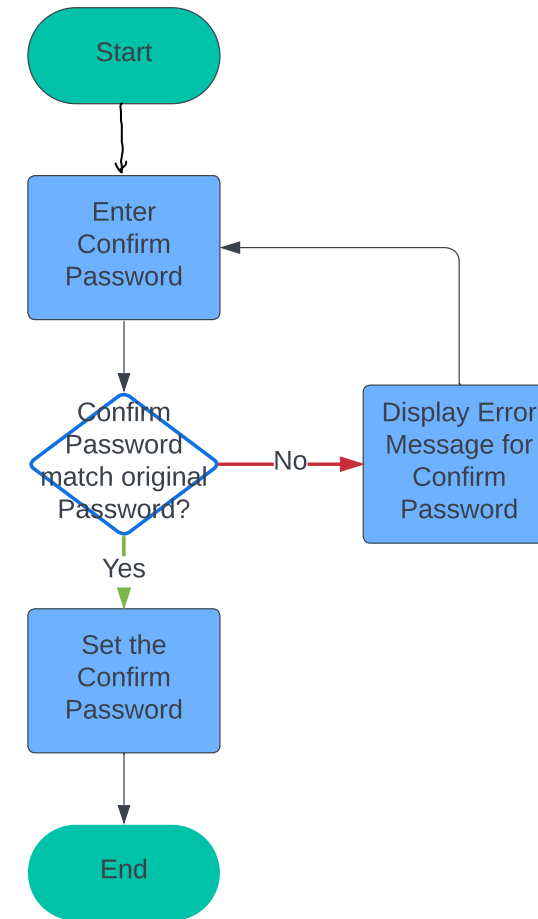 Start
Enter
Confirm
Password
Confirm
Password
match original
Password?
No
Display Error
Message for
Confirm
Password
Yes
Set the
Confirm
Password
End